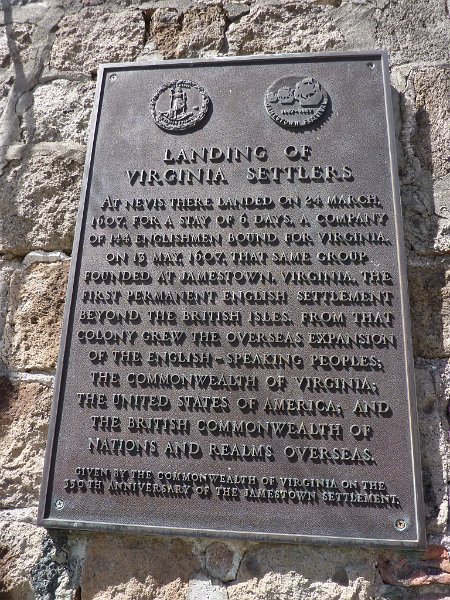 LANDING OF
VIRGINIA SETTLERS
AT NEVIS THERE LANDED ON 24 MARCH,
1607, FOR A STAY OF 6 DAYS, A COMPANY
OF 144 ENGLISHMEN BOUND FOR VIRGINIA.
ON 13 MAY, 1607, THAT SAME GROUP
FOUNDED AT JAMESTOWN, VIRGINIA, THE
FIRST PERMANENT ENGLISH SETTLEMENT
BEYOND THE BRITISH ISLES. FROM THAT
COLONY GREW THE OVERSEAS EXPANSION
OF THE ENGLISH-SPEAKING PEOPLES;
THE COMMONWEALTH OF VIRGINIA;
THE UNITED STATES OF AMERICA; AND
THE BRITISH COMMONWEALTH OF
NATIONS AND REALMS OVERSEAS.
GIVEN BY THE COMMONWEALTH OF VIRGINIA ON THE
350TH ANNIVERSARY OF THE JAMESTOWN SETTLEMENT.